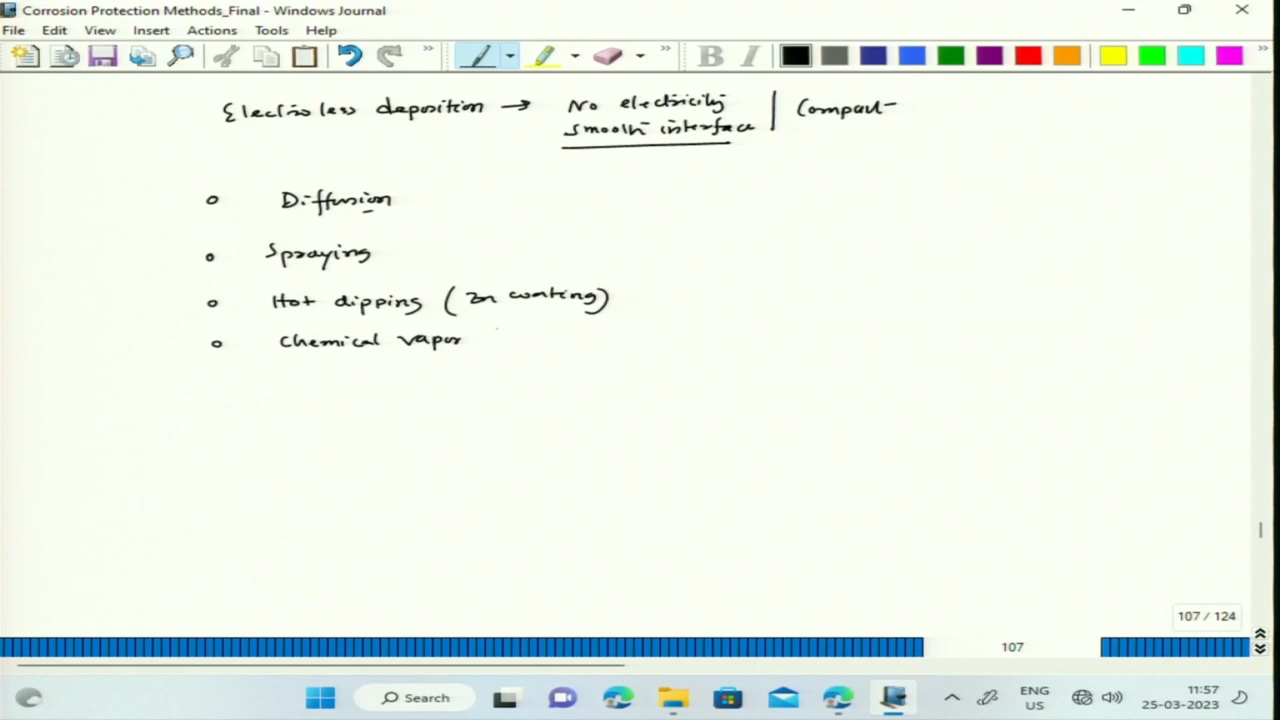 Corrosion Protection Methods_Final - Windows Journal
File Edit View Insert Actions Tools Help
B I
Electroless deposition → No electricity | Compact
smooth interface
o Diffusion
o Spraying
o Hot dipping (Zn coating)
o Chemical vapor
107 / 124
107
Search
ENG
US
11:57
25-03-2023